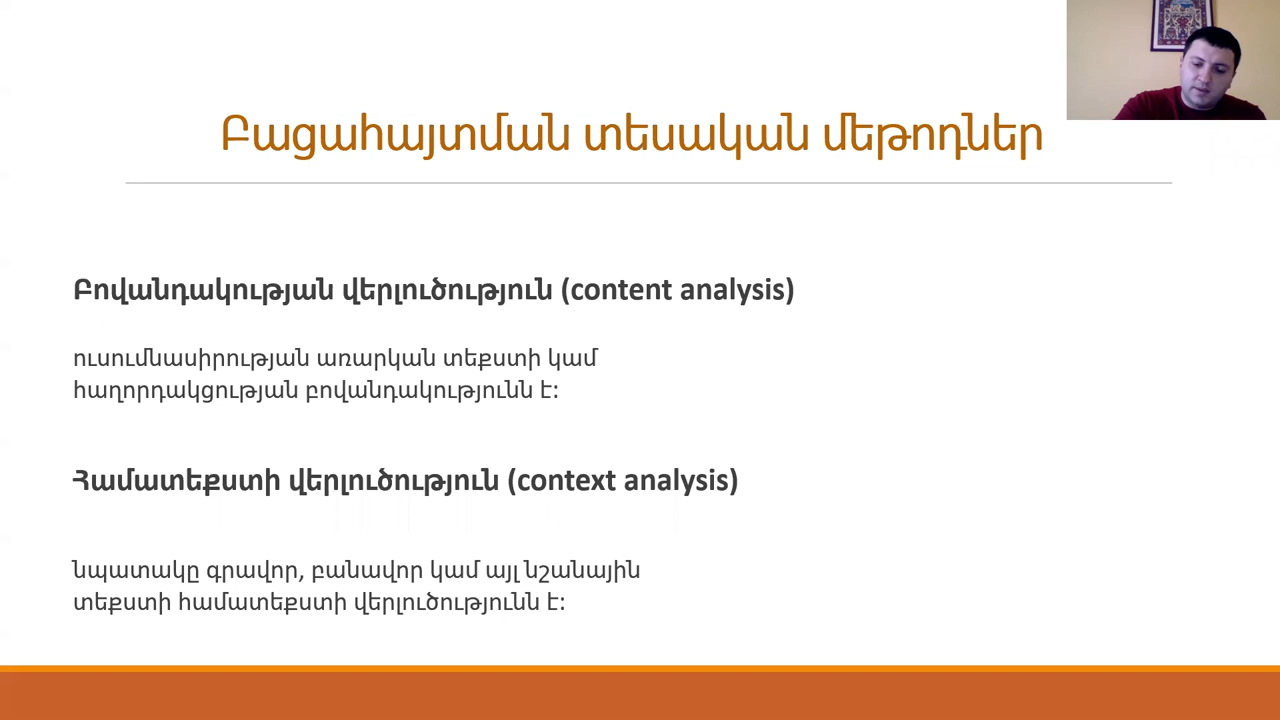 Բացահայտման տեսական մեթոդներ
Բովանդակության վերլուծություն (content analysis)
ուսումնասիրության առարկան տեքստի կամ
հաղորդակցության բովանդակությունն է:
Համատեքստի վերլուծություն (context analysis)
նպատակը գրավոր, բանավոր կամ այլ նշանային
տեքստի համատեքստի վերլուծությունն է: